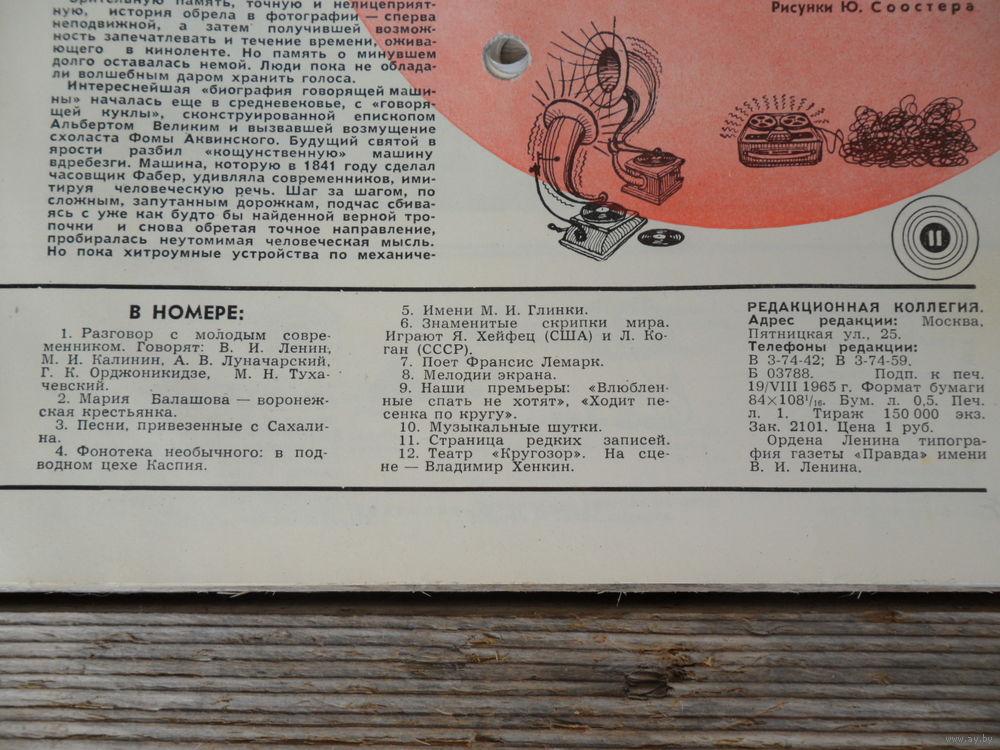 Рисунки Ю. Соостера
зрительную память, точную и нелицеприят-
ную, история обрела в фотографии — сперва
неподвижной, а затем получившей возмож-
ность запечатлевать и течение времени, ожива-
ющего в киноленте. Но память о минувшем
долго оставалась немой. Люди пока не облада-
ли волшебным даром хранить голоса.
Интереснейшая «биография говорящей маши-
ны» началась еще в средневековье, с «говоря-
щей куклы», сконструированной епископом
Альбертом Великим и вызвавшей возмущение
схоласта Фомы Аквинского. Будущий святой в
ярости разбил «кощунственную» машину
вдребезги. Машина, которую в 1841 году сделал
часовщик Фабер, удивляла современников, ими-
тируя человеческую речь. Шаг за шагом, по
сложным, запутанным дорожкам, подчас сбива-
ясь с уже как будто бы найденной верной тро-
почки и снова обретая точное направление,
пробиралась неутомимая человеческая мысль.
Но пока хитроумные устройства по механиче-
11
В НОМЕРЕ:
1. Разговор с молодым совре-
менником. Говорят: В. И. Ленин,
М. И. Калинин, А. В. Луначарский,
Г. К. Орджоникидзе, М. Н. Туха-
чевский.
2. Мария Балашова — воронеж-
ская крестьянка.
3. Песни, привезенные с Сахали-
на.
4. Фонотека необычного: в под-
водном цехе Каспия.
5. Имени М. И. Глинки.
6. Знаменитые скрипки мира.
Играют Я. Хейфец (США) и Л. Ко-
ган (СССР).
7. Поет Франсис Лемарк.
8. Мелодии экрана.
9. Наши премьеры: «Влюблен-
ные спать не хотят», «Ходит пе-
сенка по кругу».
10. Музыкальные шутки.
11. Страница редких записей.
12. Театр «Кругозор». На сце-
не — Владимир Хенкин.
РЕДАКЦИОННАЯ КОЛЛЕГИЯ.
Адрес редакции: Москва,
Пятницкая ул., 25.
Телефоны редакции:
В 3-74-42; В 3-74-59.
Б 03788. Подп. к печ.
19/VIII 1965 г. Формат бумаги
84×108¹/₁₆. Бум. л. 0,5. Печ.
л. 1. Тираж 150 000 экз.
Зак. 2101. Цена 1 руб.
Ордена Ленина типогра-
фия газеты «Правда» имени
В. И. Ленина.
www.ay.by